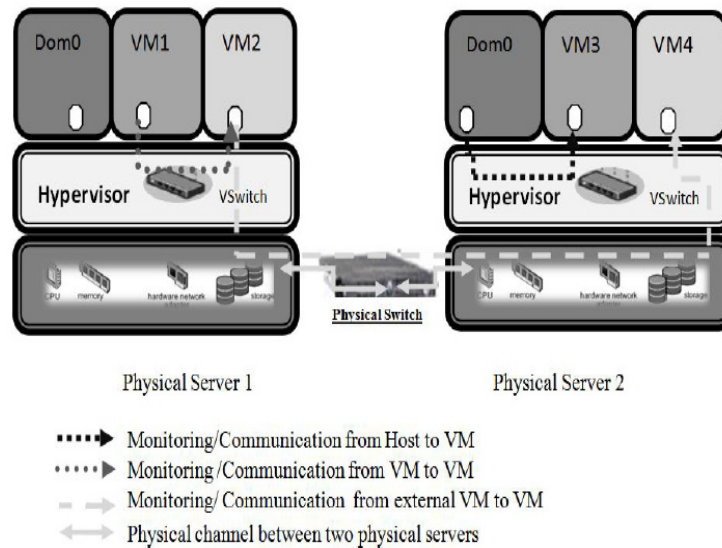 Dom0 VM1 VM2
Dom0 VM3 VM4
Hypervisor VSwitch
Hypervisor VSwitch
CPU memory hardware network storage
CPU memory hardware network storage
Physical Switch
Physical Server 1
Physical Server 2
Monitoring/Communication from Host to VM
Monitoring /Communication from VM to VM
Monitoring/ Communication from external VM to VM
Physical channel between two physical servers